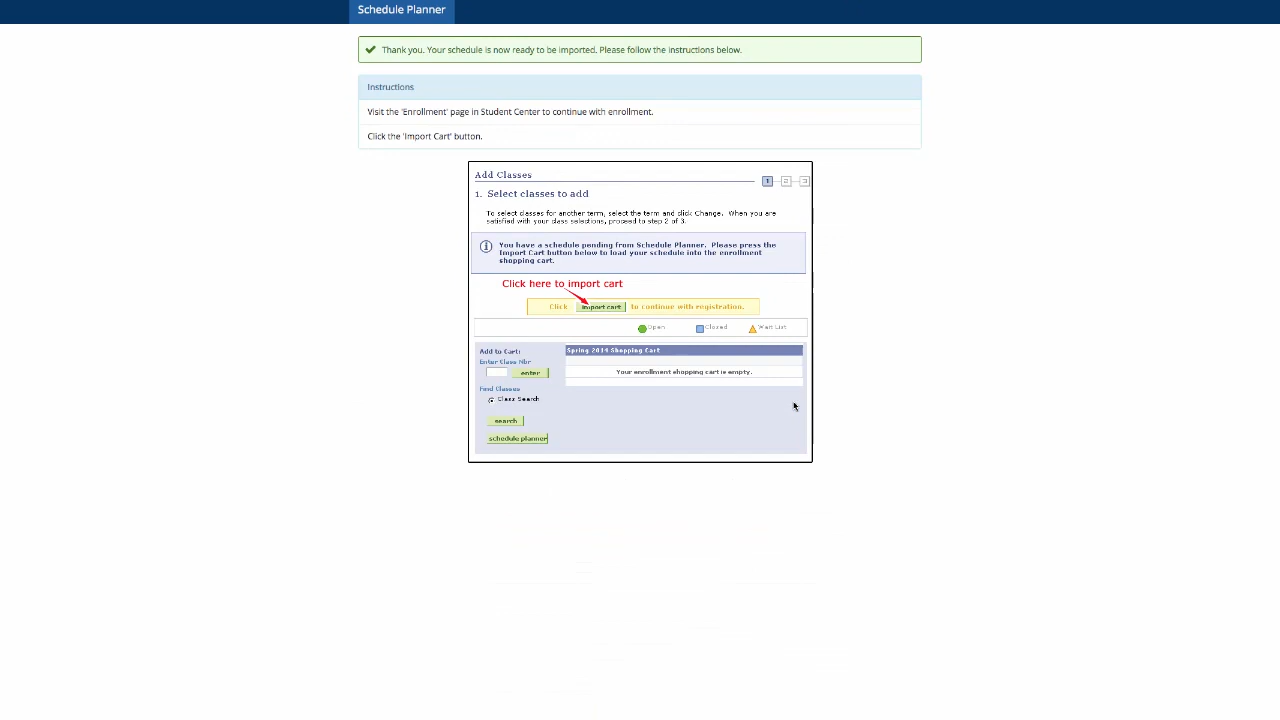 Schedule Planner
Thank you. Your schedule is now ready to be imported. Please follow the instructions below.
Instructions
Visit the 'Enrollment' page in Student Center to continue with enrollment.
Click the 'Import Cart' button.
Add Classes
1
2
3
1. Select classes to add
To select classes for another term, select the term and click Change. When you are
satisfied with your class selections, proceed to step 2 of 3.
You have a schedule pending from Schedule Planner. Please press the
Import Cart button below to load your schedule into the enrollment
shopping cart.
Click here to import cart
Click import cart to continue with registration.
Open Closed Wait List
Add to Cart:
Enter Class Nbr
enter
Find Classes
Class Search
search
schedule planner
Spring 2014 Shopping Cart
Your enrollment shopping cart is empty.